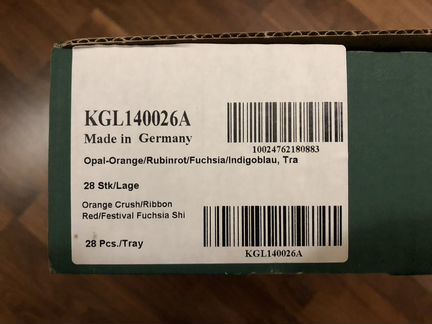 KGL140026A
Made in Germany
10024762180883
Opal-Orange/Rubinrot/Fuchsia/Indigoblau, Tra
28 Stk/Lage
Orange Crush/Ribbon
Red/Festival Fuchsia Shi
28 Pcs./Tray
KGL140026A